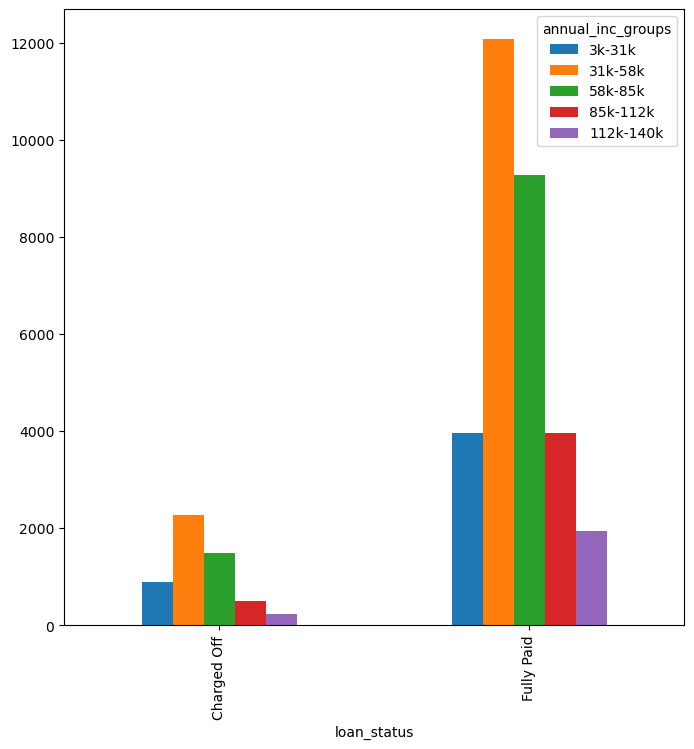 annual_inc_groups
3k-31k
31k-58k
58k-85k
85k-112k
112k-140k
12000
10000
8000
6000
4000
2000
0
Charged Off
Fully Paid
loan_status